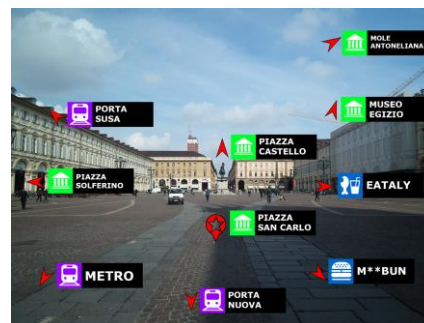 MOLE
ANTONELIANA
PORTA
SUSA
MUSEO
EGIZIO
PIAZZA
CASTELLO
PIAZZA
SOLFERINO
EATALY
PIAZZA
SAN CARLO
METRO
M**BUN
PORTA
NUOVA